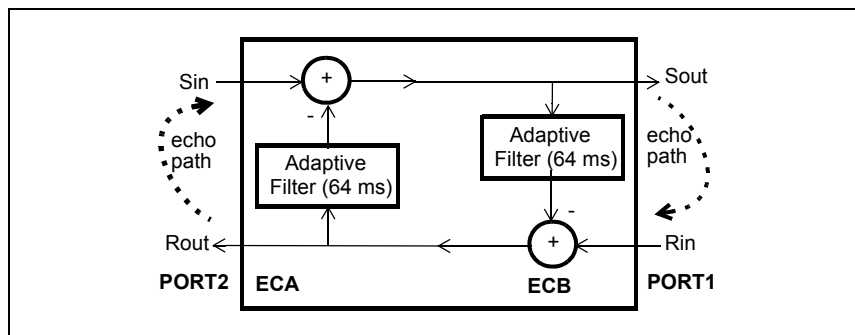 Sin
+
Sout
-
echo
path
Adaptive
Filter (64 ms)
Adaptive
Filter (64 ms)
echo
path
-
Rout
+
Rin
PORT2
ECA
ECB
PORT1